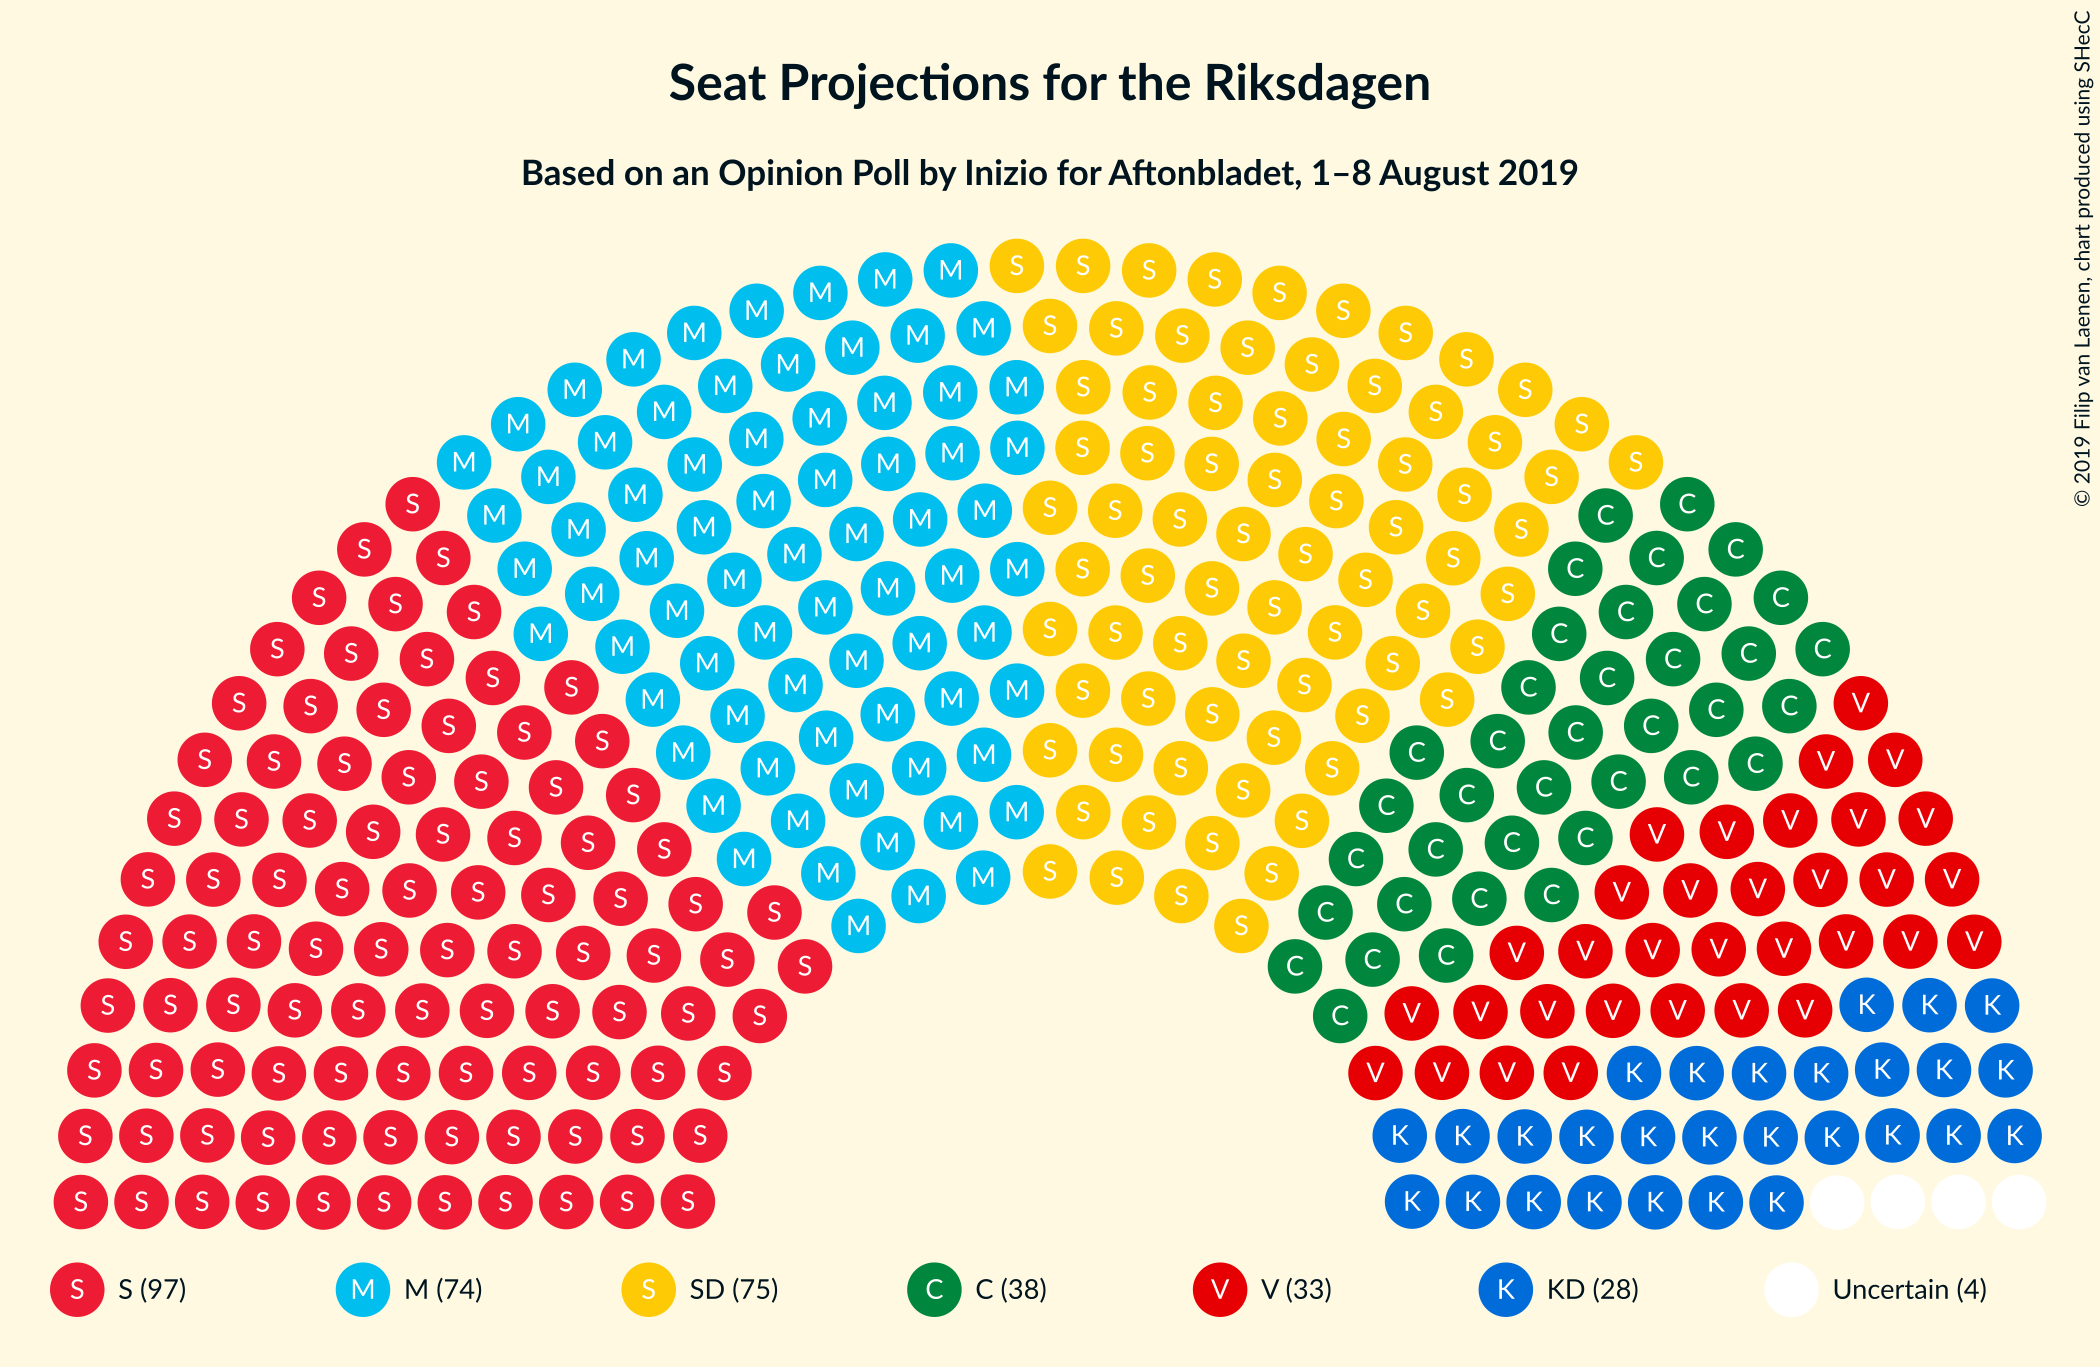 Seat Projections for the Riksdagen
Based on an Opinion Poll by Inizio for Aftonbladet, 1–8 August 2019
© 2019 Filip van Laenen, chart produced using SHecC
S S (97) M M (74) S SD (75) C C (38) V V (33) K KD (28) Uncertain (4)